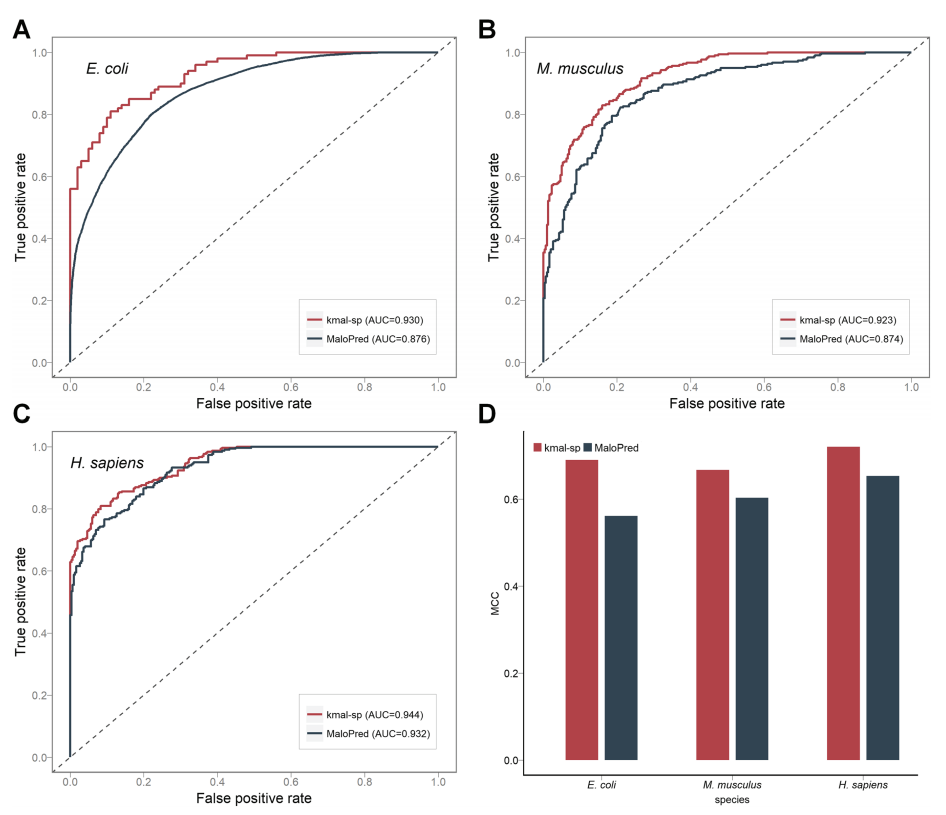 A
E. coli
True positive rate
1.0
0.8
0.6
0.4
0.2
0.0
kmal-sp (AUC=0.930)
MaloPred (AUC=0.876)
0.0 0.2 0.4 0.6 0.8 1.0
False positive rate
B
M. musculus
True positive rate
1.0
0.8
0.6
0.4
0.2
0.0
kmal-sp (AUC=0.923)
MaloPred (AUC=0.874)
0.0 0.2 0.4 0.6 0.8 1.0
False positive rate
C
H. sapiens
True positive rate
1.0
0.8
0.6
0.4
0.2
0.0
kmal-sp (AUC=0.944)
MaloPred (AUC=0.932)
0.0 0.2 0.4 0.6 0.8 1.0
False positive rate
D
kmal-sp MaloPred
MCC
0.6
0.4
0.2
0.0
E. coli M. musculus H. sapiens
species